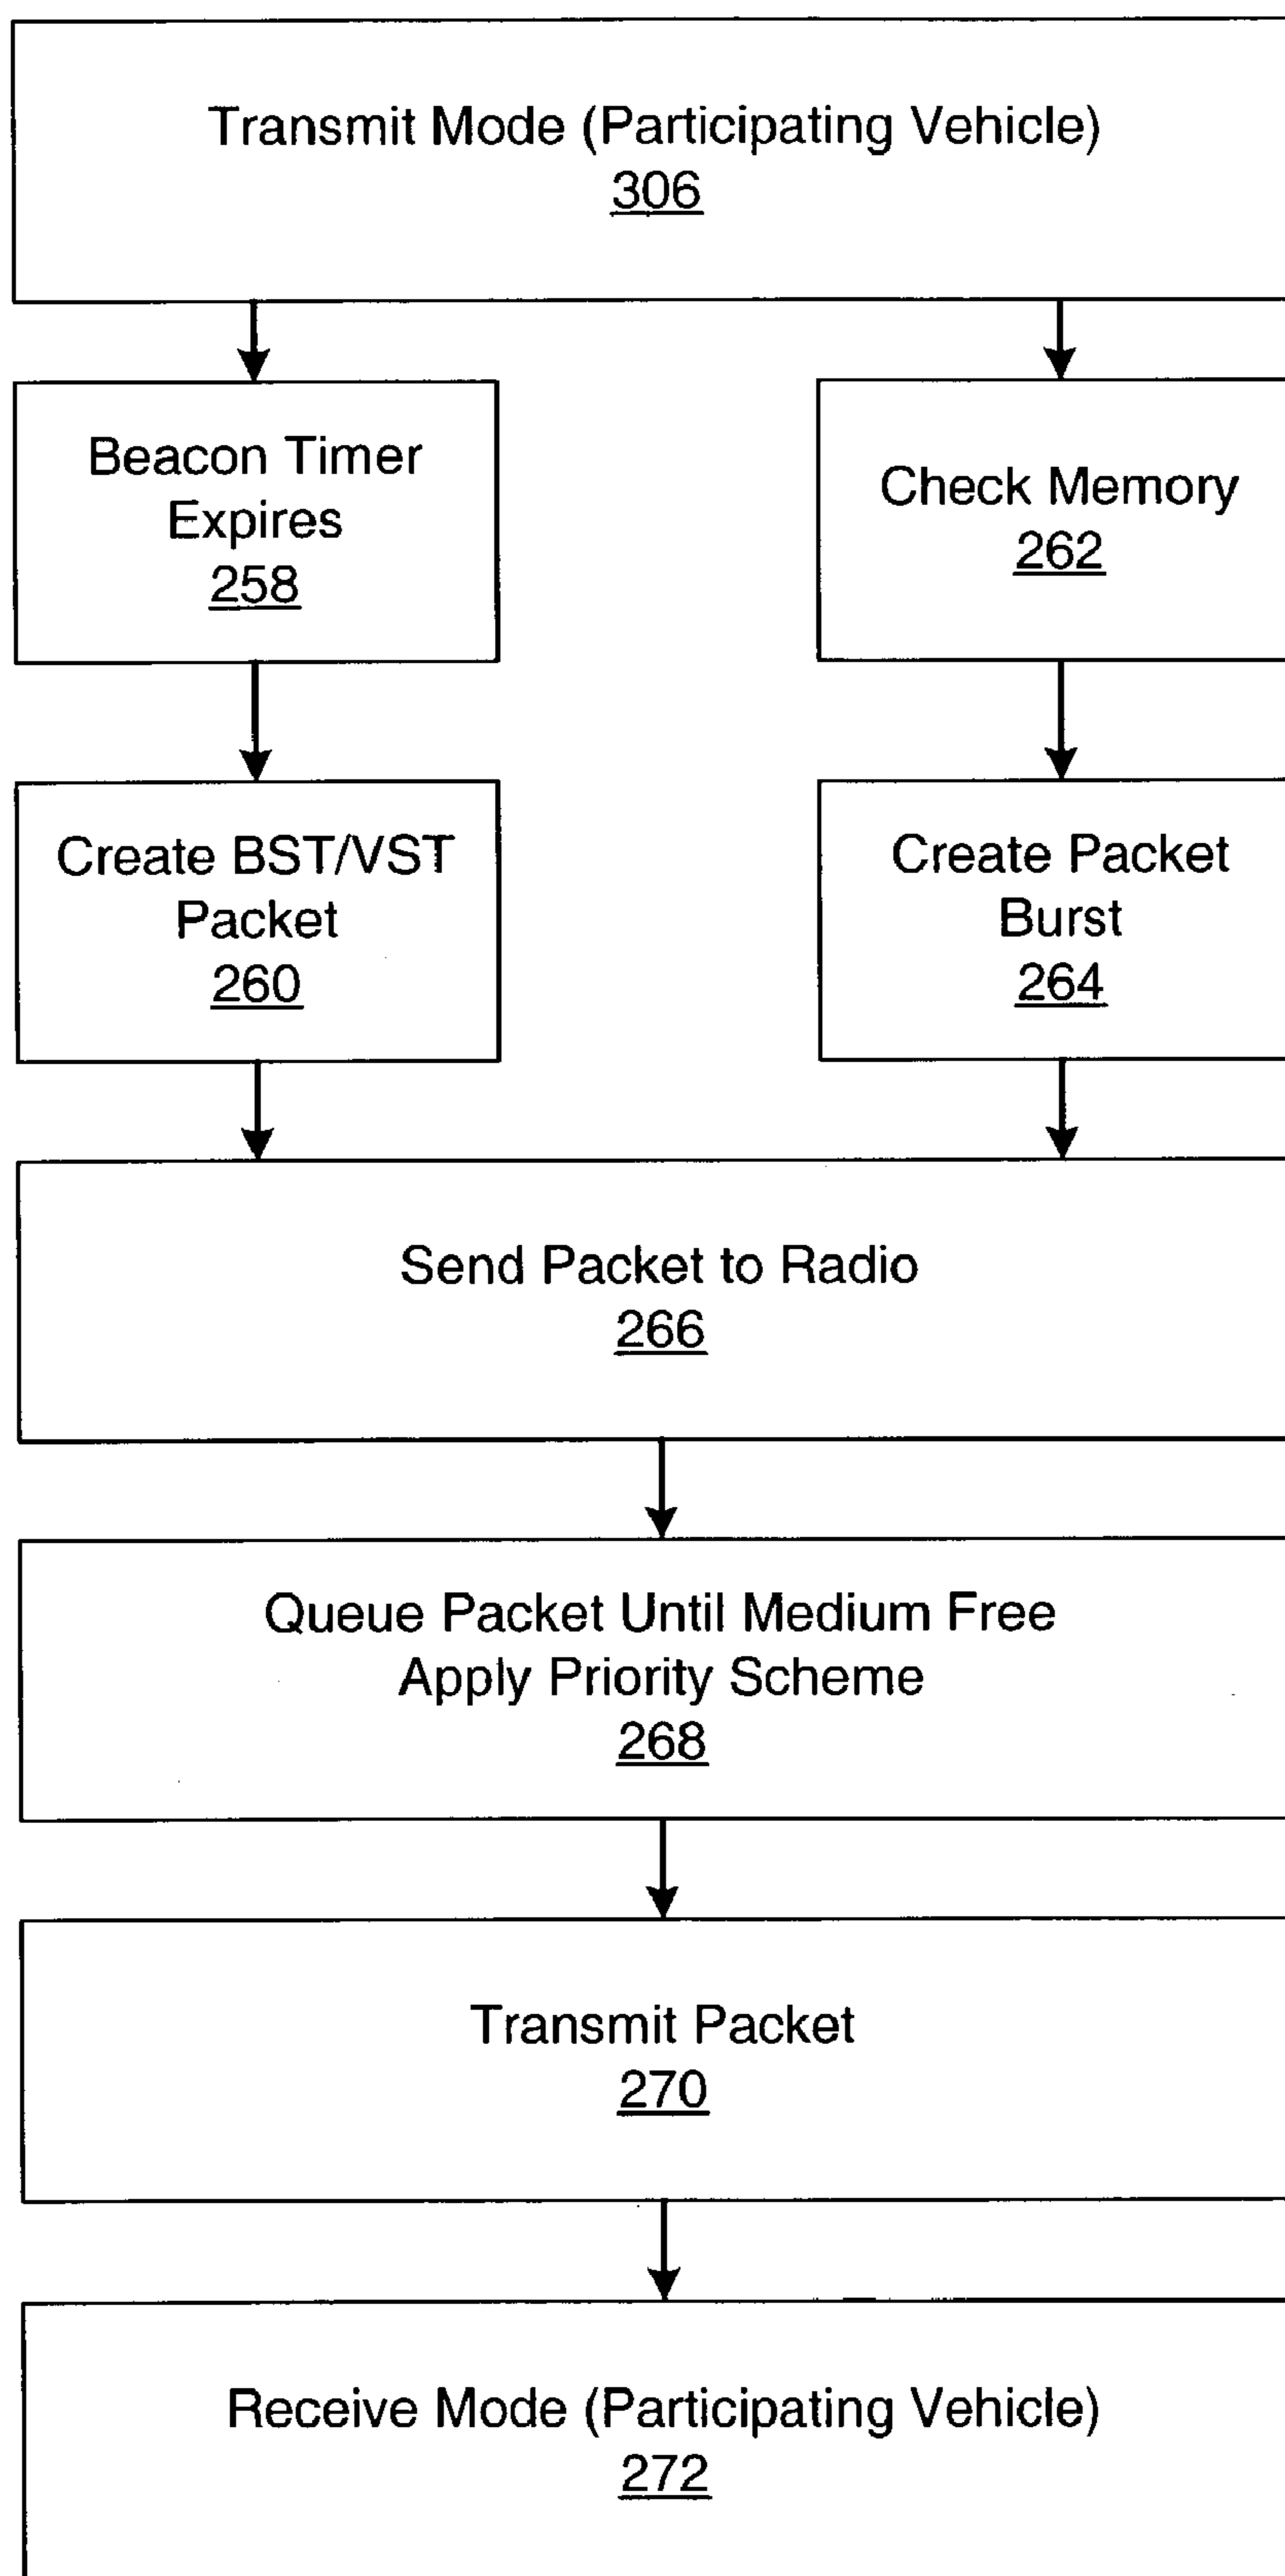 Transmit Mode (Participating Vehicle)
306
Beacon Timer
Expires
258
Check Memory
262
Create BST/VST
Packet
260
Create Packet
Burst
264
Send Packet to Radio
266
Queue Packet Until Medium Free
Apply Priority Scheme
268
Transmit Packet
270
Receive Mode (Participating Vehicle)
272